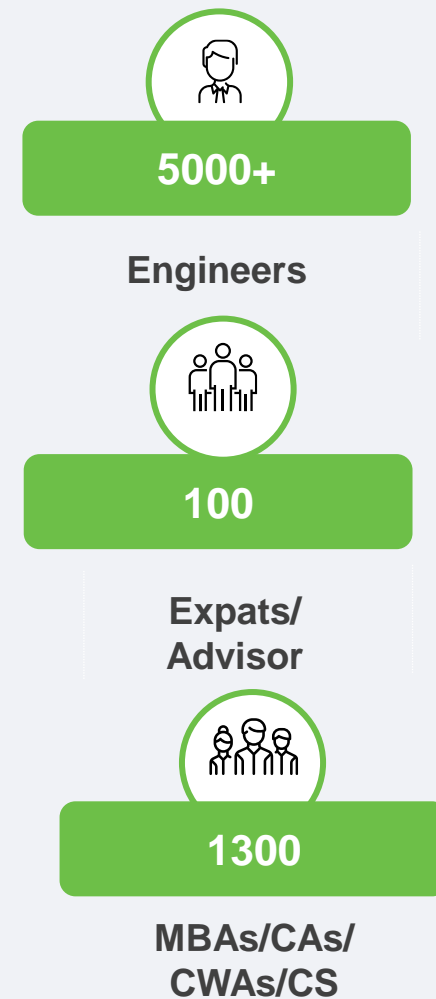 5000+
Engineers
100
Expats/
Advisor
1300
MBAs/CAs/
CWAs/CS